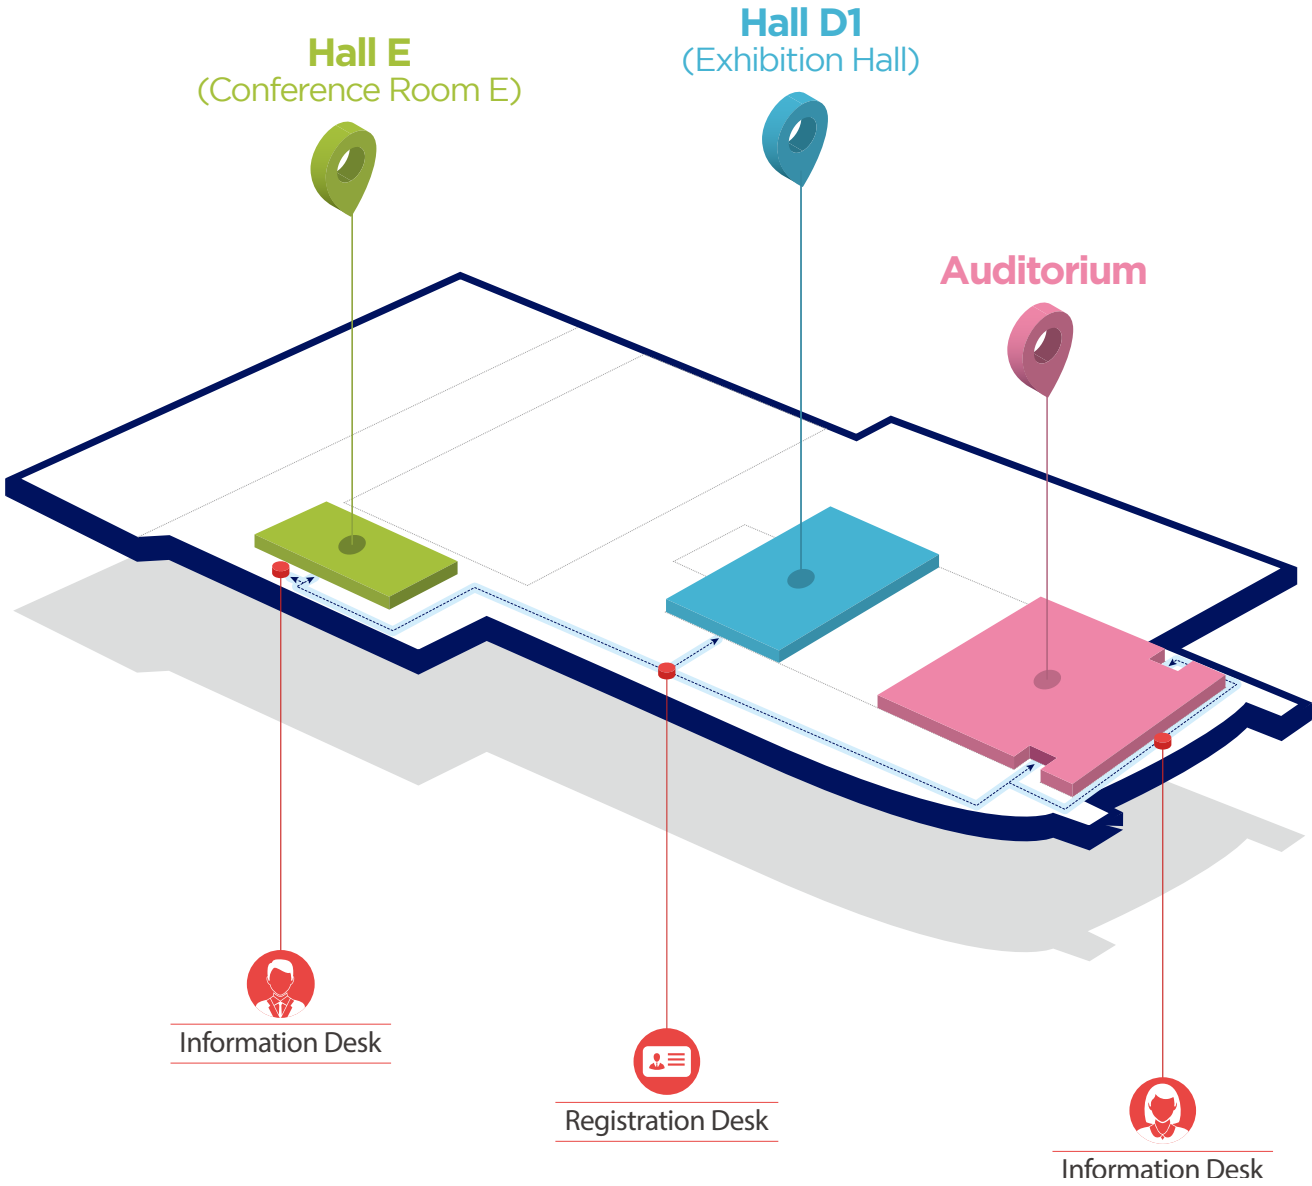 Hall E
(Conference Room E)
Hall D1
(Exhibition Hall)
Auditorium
Information Desk
Registration Desk
Information Desk